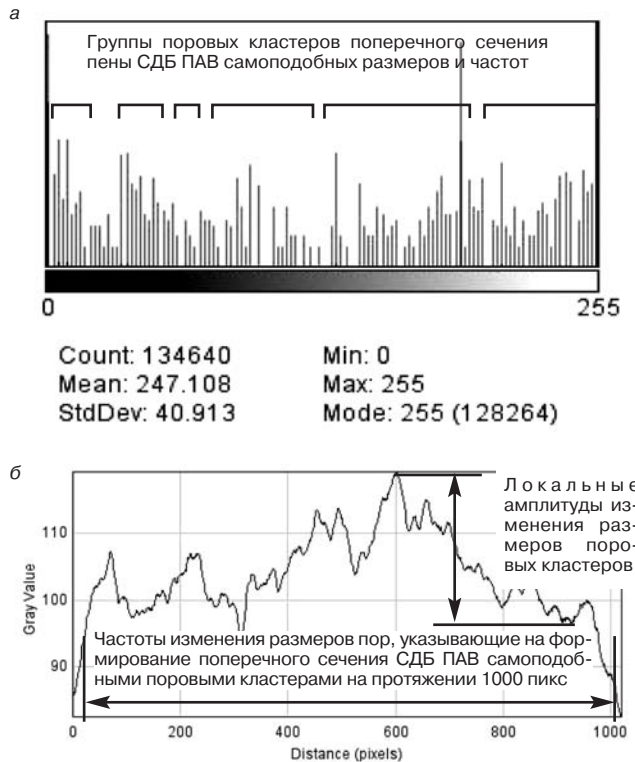 а
Группы поровых кластеров поперечного сечения
пены СДБ ПАВ самоподобных размеров и частот
0 255
Count: 134640 Min: 0
Mean: 247.108 Max: 255
StdDev: 40.913 Mode: 255 (128264)
б
Локальные
амплитуды из-
менения раз-
меров поро-
вых кластеров
110
100
90
Gray Value
Частоты изменения размеров пор, указывающие на фор-
мирование поперечного сечения СДБ ПАВ самоподоб-
ными поровыми кластерами на протяжении 1000 пикс
0 200 400 600 800 1000
Distance (pixels)